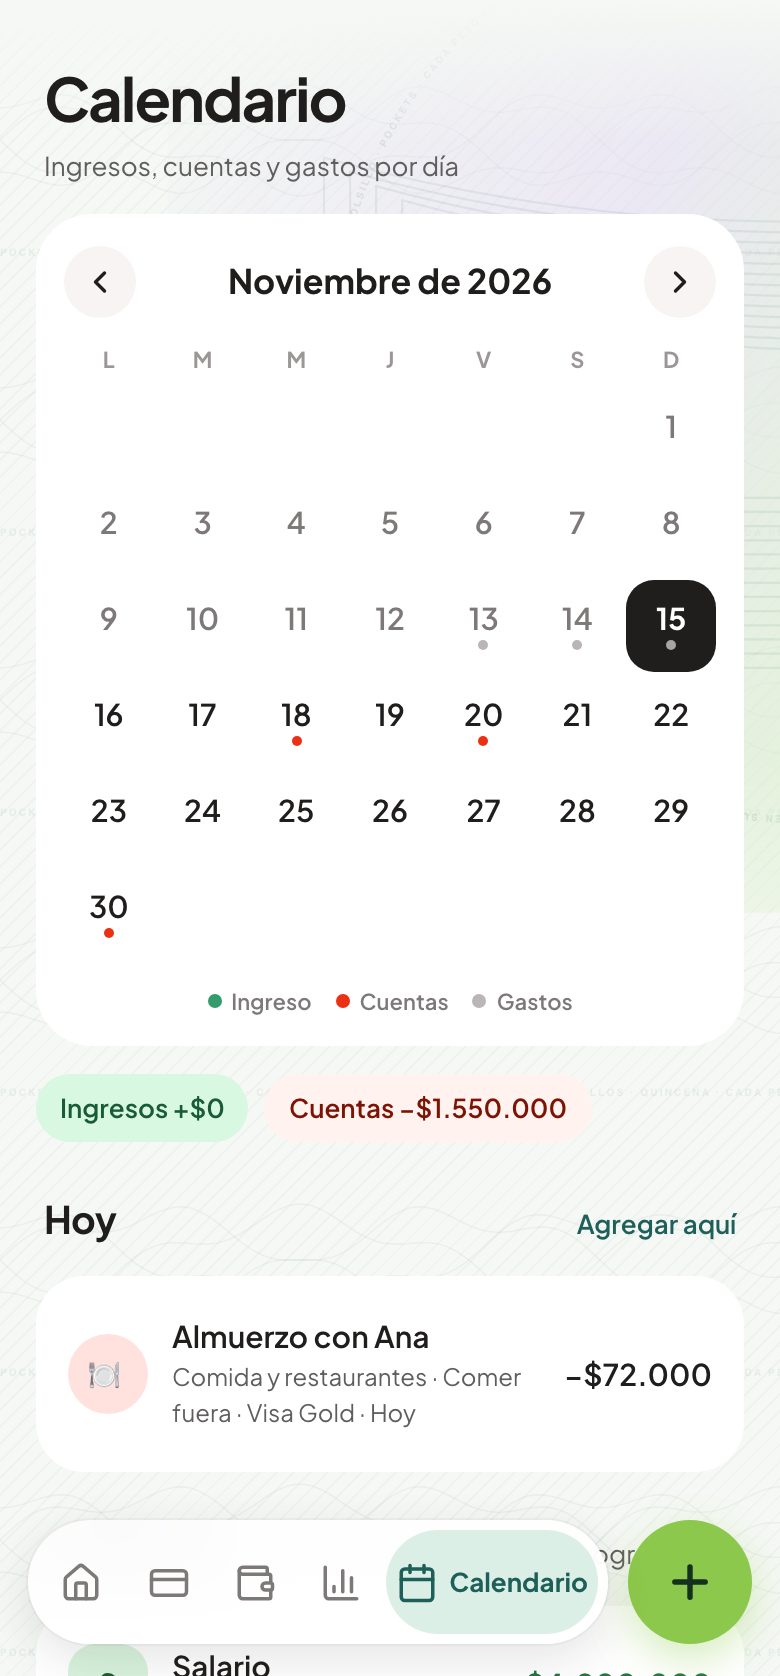 Calendario
Ingresos, cuentas y gastos por día
Noviembre de 2026
L M M J V S D
1
2 3 4 5 6 7 8
9 10 11 12 13 14 15
16 17 18 19 20 21 22
23 24 25 26 27 28 29
30
Ingreso Cuentas Gastos
Ingresos +$0 Cuentas −$1.550.000
Hoy Agregar aquí
Almuerzo con Ana
Comida y restaurantes · Comer
fuera · Visa Gold · Hoy
−$72.000
Calendario
Salario